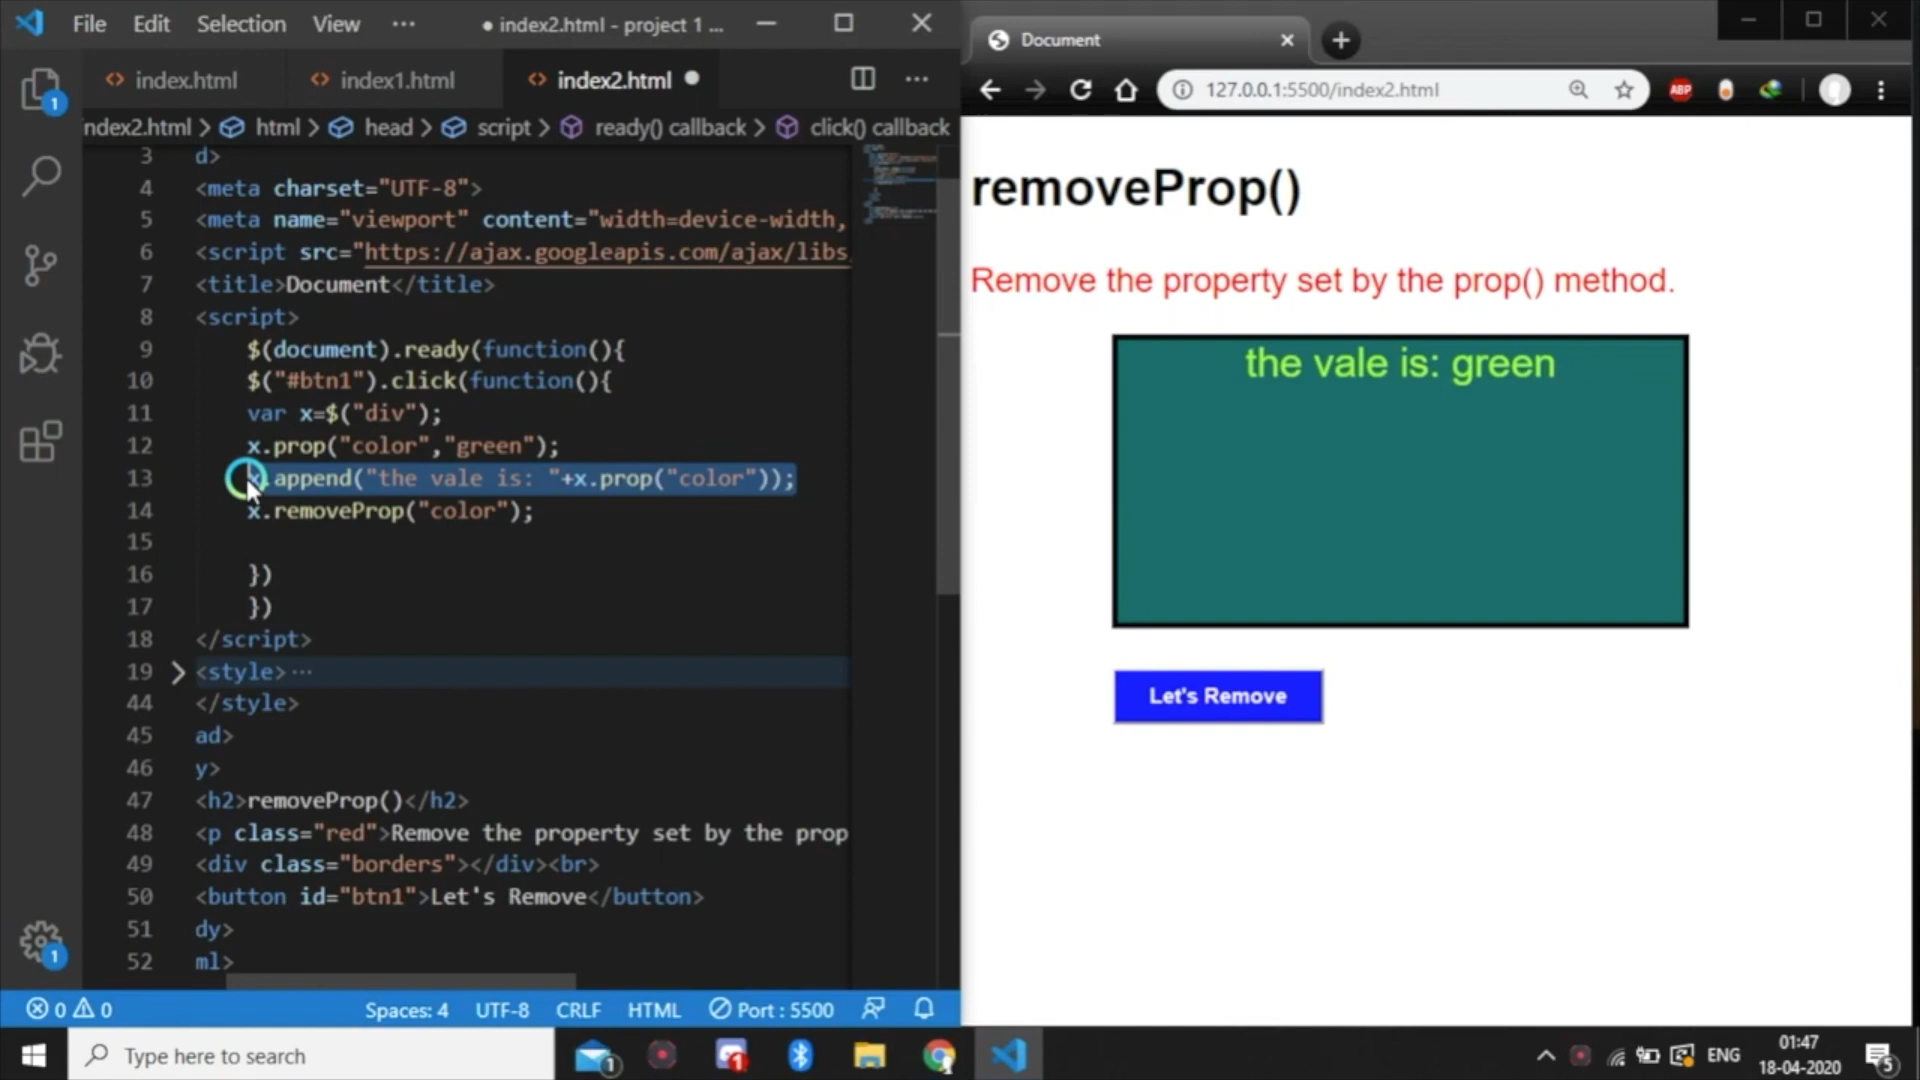 File Edit Selection View ··· ● index2.html - project 1 ...
index.html index1.html index2.html ●
ndex2.html > html > head > script > ready() callback > click() callback
3 d>
4 <meta charset="UTF-8">
5 <meta name="viewport" content="width=device-width,
6 <script src="https://ajax.googleapis.com/ajax/libs
7 <title>Document</title>
8 <script>
9 $(document).ready(function(){
10 $("#btn1").click(function(){
11 var x=$("div");
12 x.prop("color","green");
13 x.append("the vale is: "+x.prop("color"));
14 x.removeProp("color");
15
16 })
17 })
18 </script>
19 <style>···
44 </style>
45 ad>
46 y>
47 <h2>removeProp()</h2>
48 <p class="red">Remove the property set by the prop
49 <div class="borders"></div><br>
50 <button id="btn1">Let's Remove</button>
51 dy>
52 ml>
1
1
0 0 Spaces: 4 UTF-8 CRLF HTML Port : 5500
Document
127.0.0.1:5500/index2.html ABP
removeProp()
Remove the property set by the prop() method.
the vale is: green
Let's Remove
Type here to search
1
1
ENG
01:47
18-04-2020
5